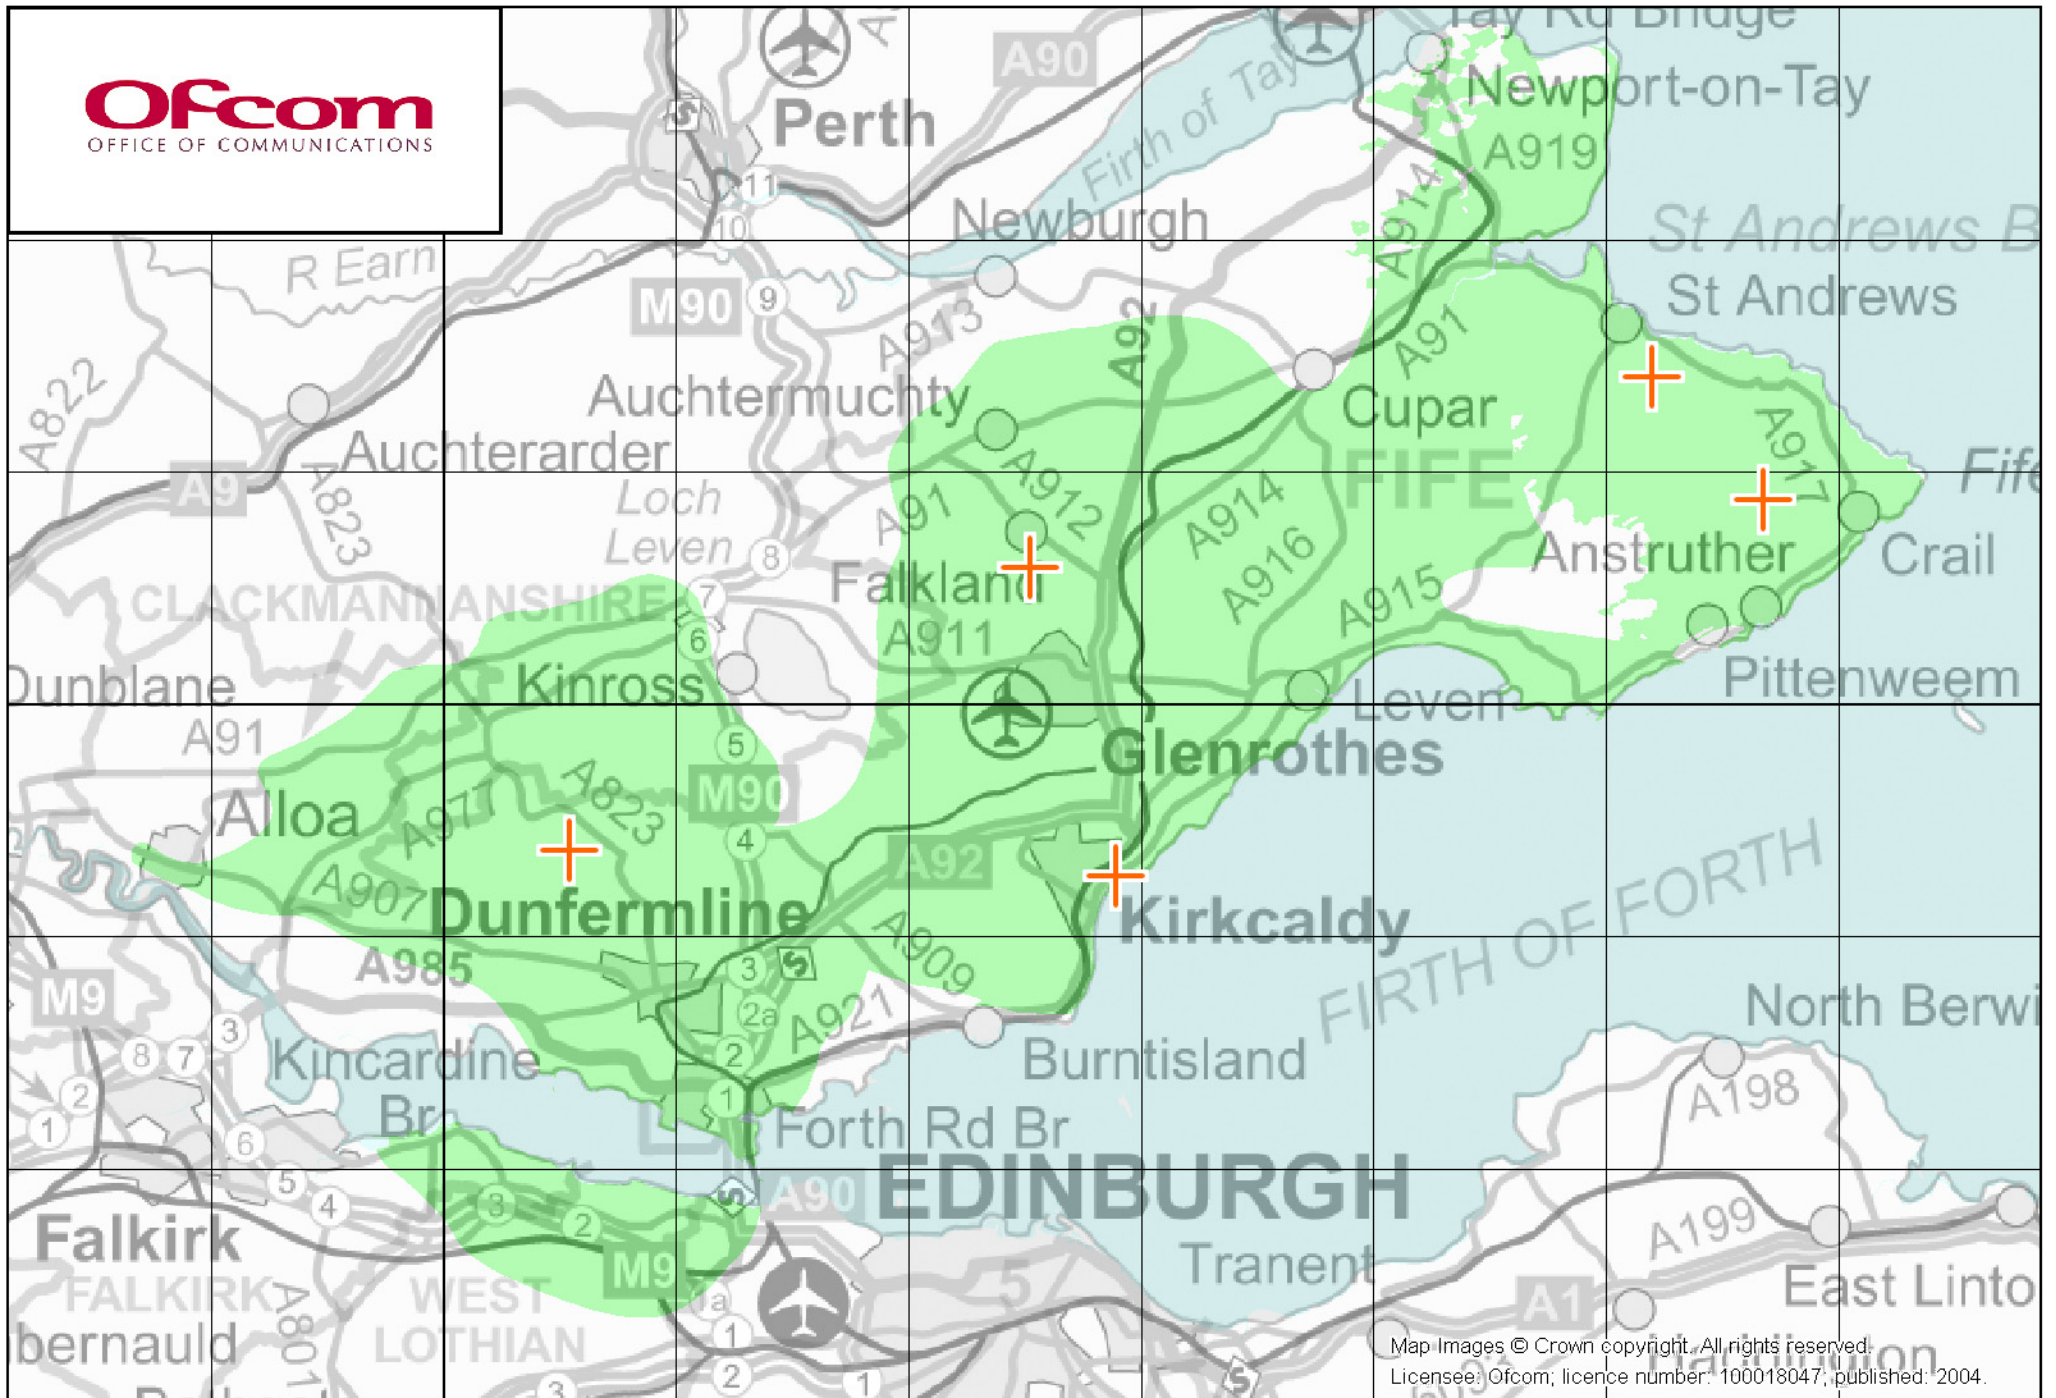 Ofcom
OFFICE OF COMMUNICATIONS
Tay Rd Bridge
A90
Newport-on-Tay
Perth
Firth of Tay
A919
11
A914
10
Newburgh
St Andrews B
R Earn
M90
9
A913
A92
St Andrews
A91
A822
Auchtermuchty
Cupar
A917
Auchterarder
A9
A823
Loch
Leven
8
A91
A912
A914
FIFE
Fife
Anstruther
Crail
CLACKMANNANSHIRE
7
Falkland
A916
A915
6
A911
Dunblane
Kinross
Pittenweem
Leven
A91
5
Glenrothes
Alloa
A977
A823
M90
4
A92
A907
Dunfermline
Kirkcaldy
FIRTH OF FORTH
A985
3
S
A909
M9
3
2a
A921
North Berwi
8
7
Kincardine
Br
2
Burntisland
2
1
1
A198
6
Forth Rd Br
5
4
3
2
S
A90
EDINBURGH
Falkirk
FALKIRK
M9
Tranent
A199
A801
WEST
LOTHIAN
1a
5
A1
East Linto
bernauld
1
2
3
1
S
Haddington
Map Images © Crown copyright. All rights reserved.
Licensee: Ofcom; licence number: 100018047; published: 2004.